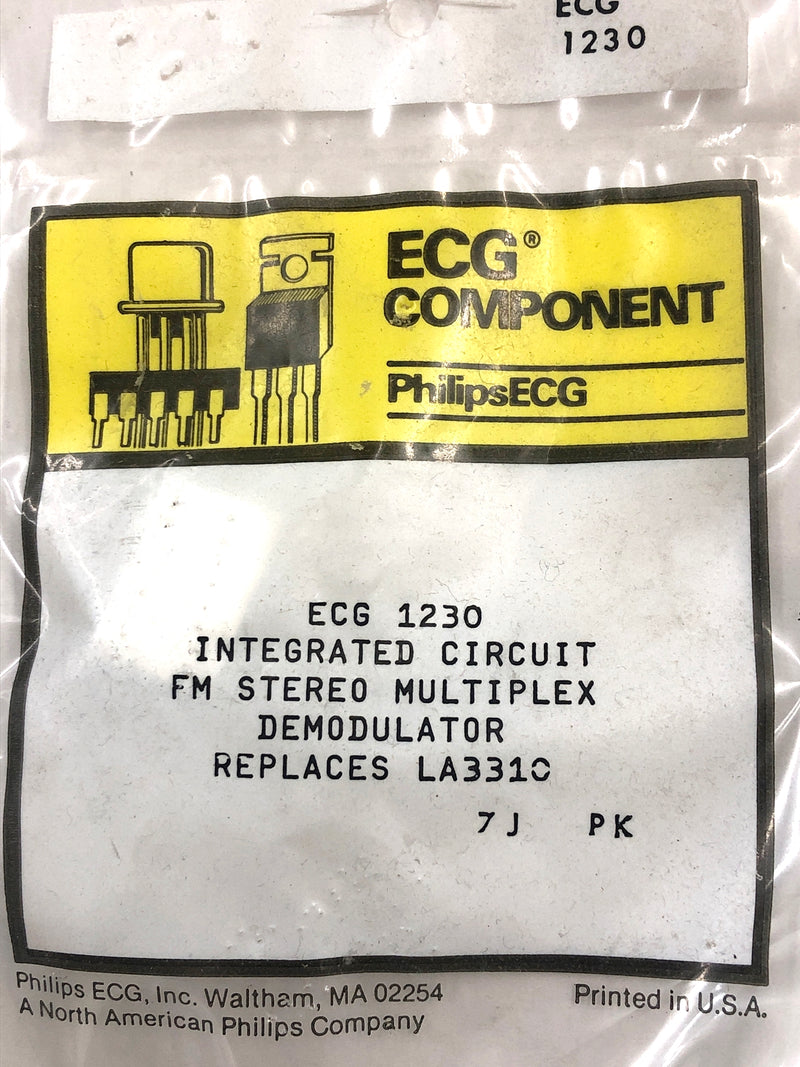 ECG
1230
ECG®
COMPONENT
PhilipsECG
ECG 1230
INTEGRATED CIRCUIT
FM STEREO MULTIPLEX
DEMODULATOR
REPLACES LA3310
7J PK
Philips ECG, Inc. Waltham, MA 02254
A North American Philips Company
Printed in U.S.A.